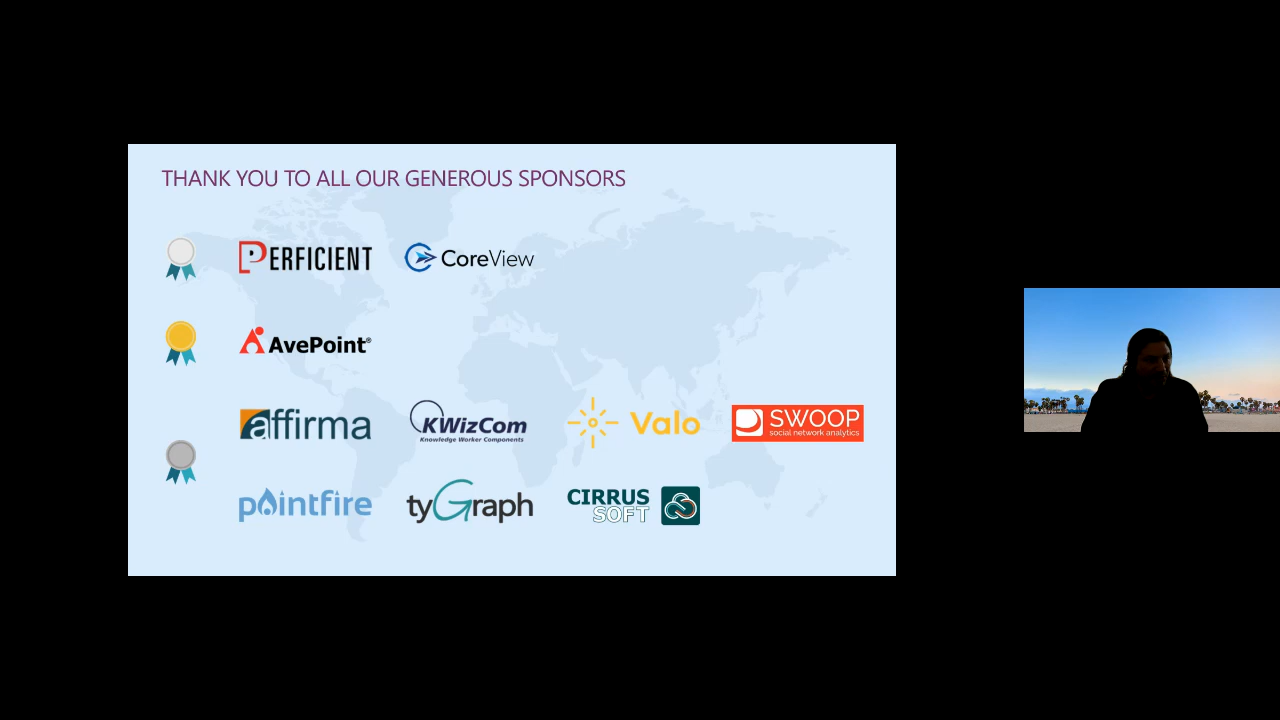 THANK YOU TO ALL OUR GENEROUS SPONSORS
PERFICIENT
CoreView
AvePoint®
affirma
KWizCom
Knowledge Worker Components
Valo
SWOOP
social network analytics
pointfire
tyGraph
CIRRUS
SOFT